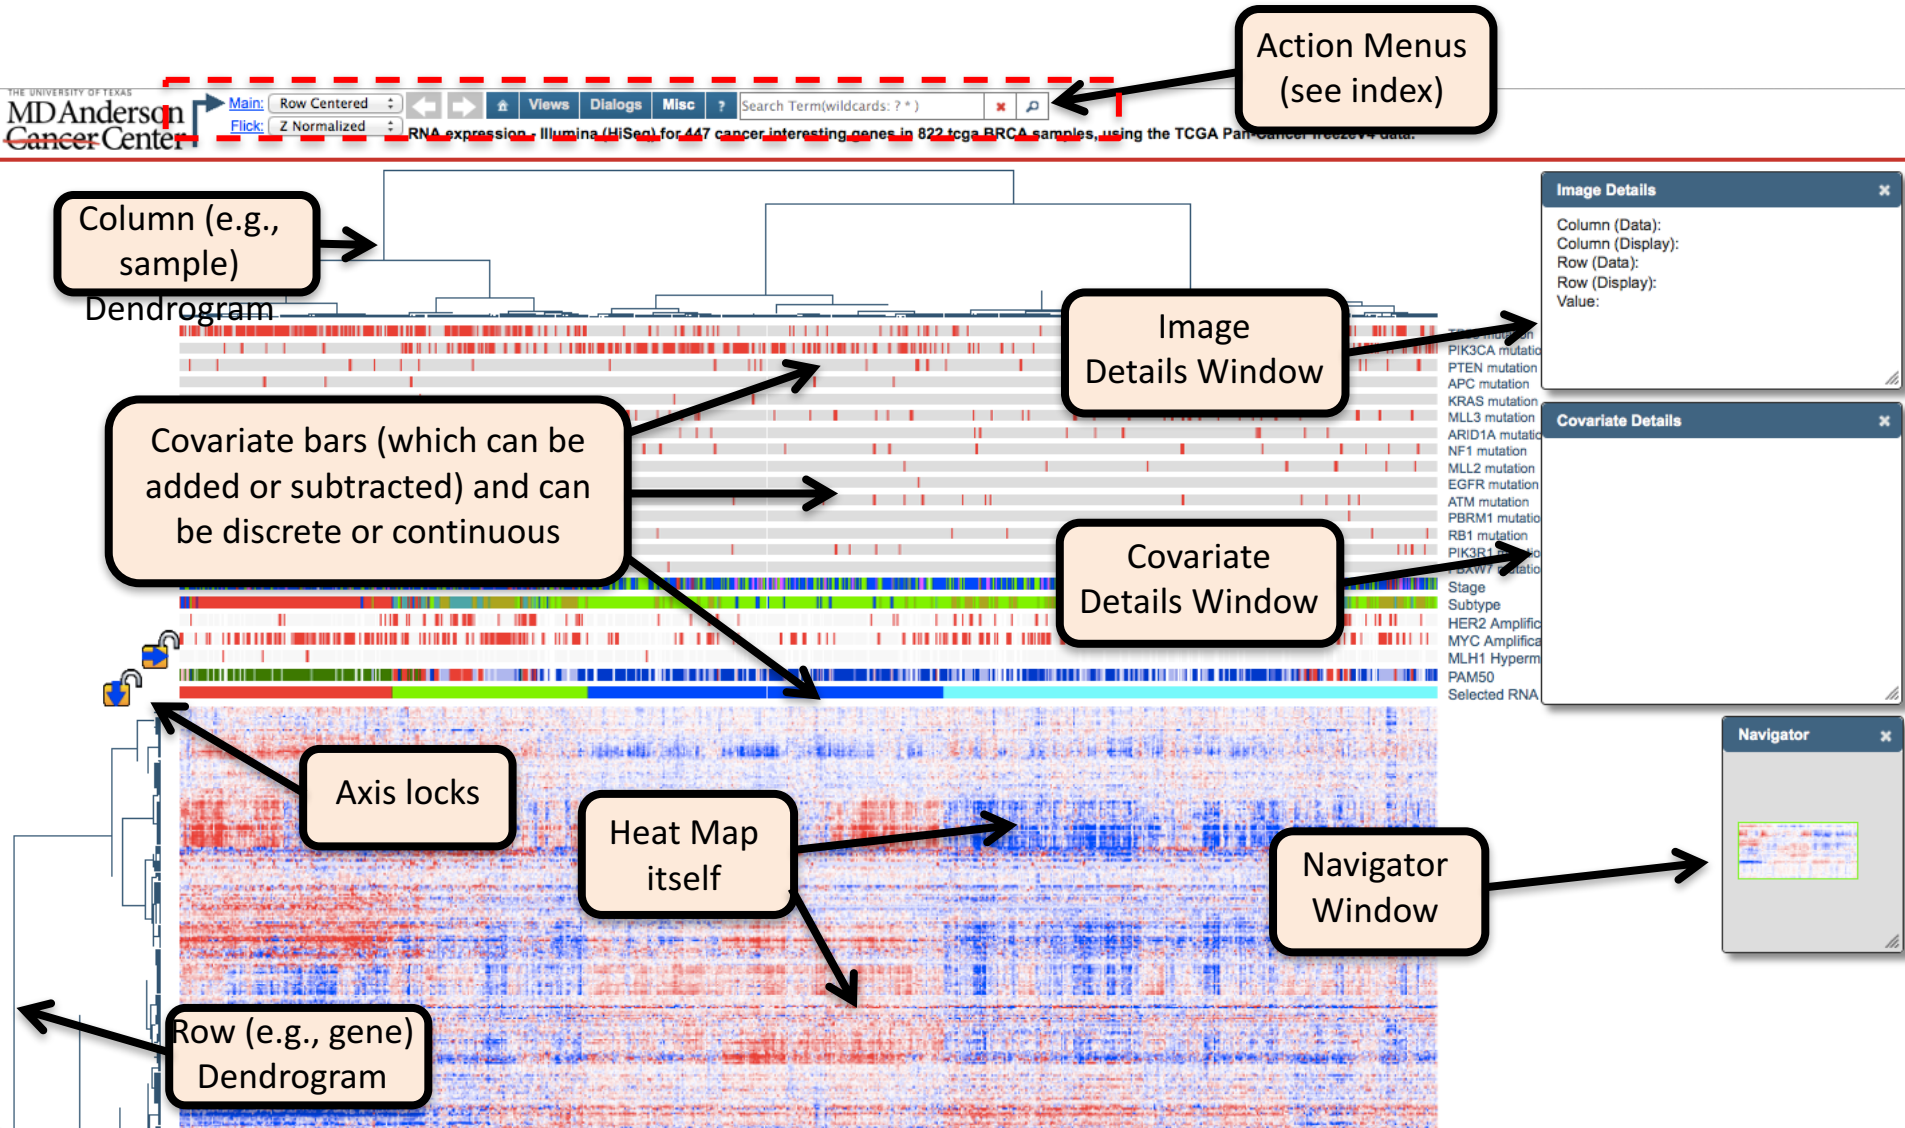 Action Menus
(see index)
THE UNIVERSITY OF TEXAS
MDAnderson
Cancer Center
Main:
Row Centered
Views
Dialogs
Misc
?
Search Term(wildcards: ? * )
Flick:
Z Normalized
RNA expression - Illumina (HiSeq) for 447 cancer interesting genes in 822 tcga BRCA samples, using the TCGA Pan-Cancer freezeV4 data.
Column (e.g.,
sample)
Dendrogram
Image Details
Column (Data):
Column (Display):
Row (Data):
Row (Display):
Value:
Image
Details Window
PIK3CA mutatio
PTEN mutation
APC mutation
KRAS mutation
MLL3 mutation
ARID1A mutatio
NF1 mutation
MLL2 mutation
EGFR mutation
ATM mutation
PBRM1 mutatio
RB1 mutation
PIK3R1
Stage
Subtype
HER2 Amplific
MYC Amplifica
MLH1 Hyperm
PAM50
Selected RNA
Covariate bars (which can be
added or subtracted) and can
be discrete or continuous
Covariate Details
Covariate
Details Window
Navigator
Axis locks
Heat Map
itself
Navigator
Window
Row (e.g., gene)
Dendrogram